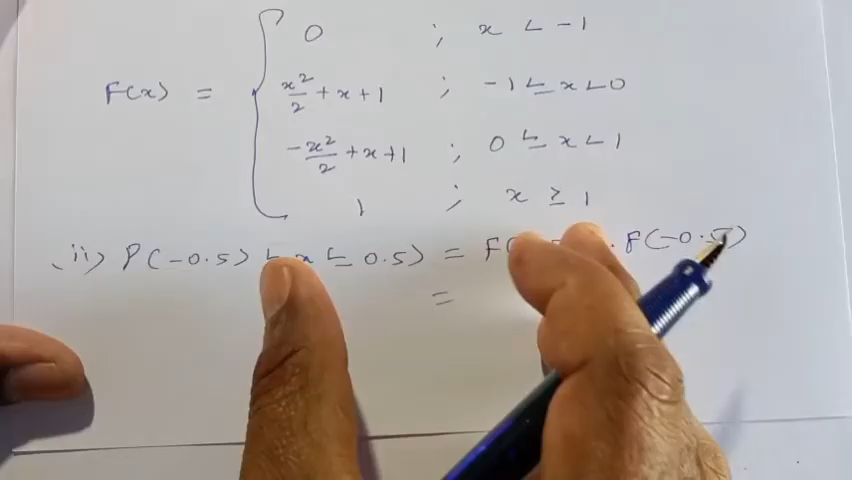 0 ; x < -1
F(x) = { x²/2 + x + 1 ; -1 ≤ x < 0
-x²/2 + x + 1 ; 0 ≤ x < 1
1 ; x ≥ 1
ii) P(-0.5) ≤ x ≤ 0.5) = F( . F(-0.5)
=